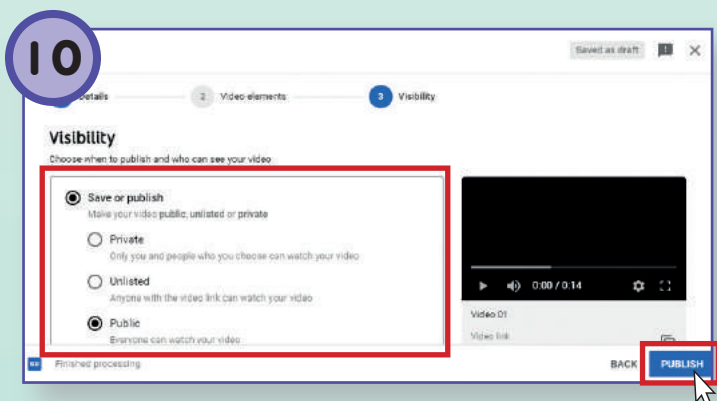 10
Saved as draft
Details
2 Video elements
3 Visibility
Visibility
Choose when to publish and who can see your video
Save or publish
Make your video public, unlisted or private
Private
Only you and people who you choose can watch your video
Unlisted
Anyone with the video link can watch your video
Public
Everyone can watch your video
0:00 / 0:14
Video 01
Video link
Finished processing
BACK
PUBLISH